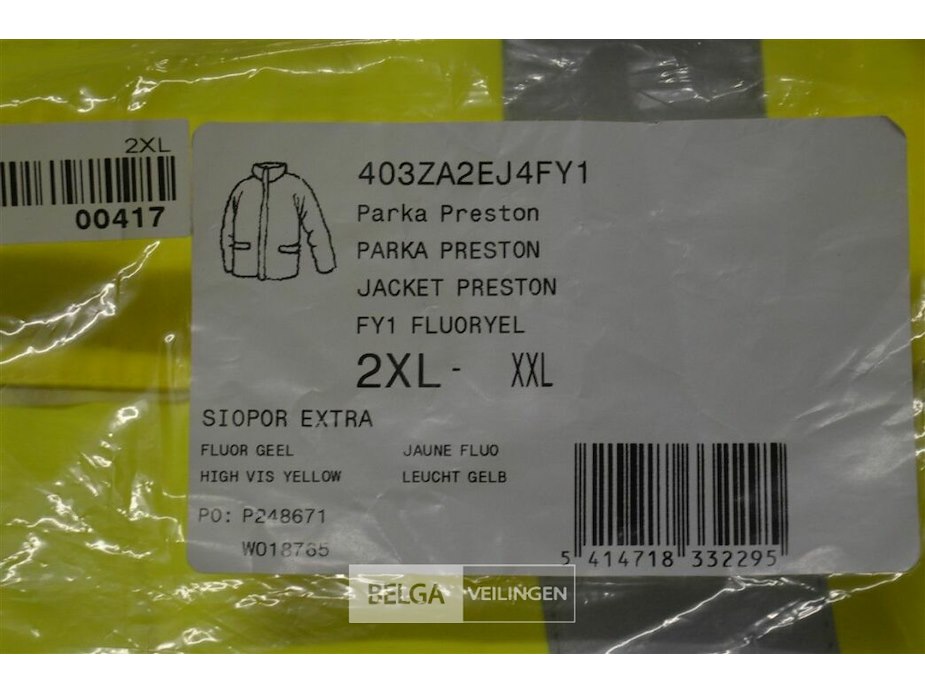 2XL
00417
403ZA2EJ4FY1
Parka Preston
PARKA PRESTON
JACKET PRESTON
FY1 FLUORYEL
2XL - XXL
SIOPOR EXTRA
FLUOR GEEL JAUNE FLUO
HIGH VIS YELLOW LEUCHT GELB
PO: P248671
WO18765
5 414718 332295
BELGA VEILINGEN